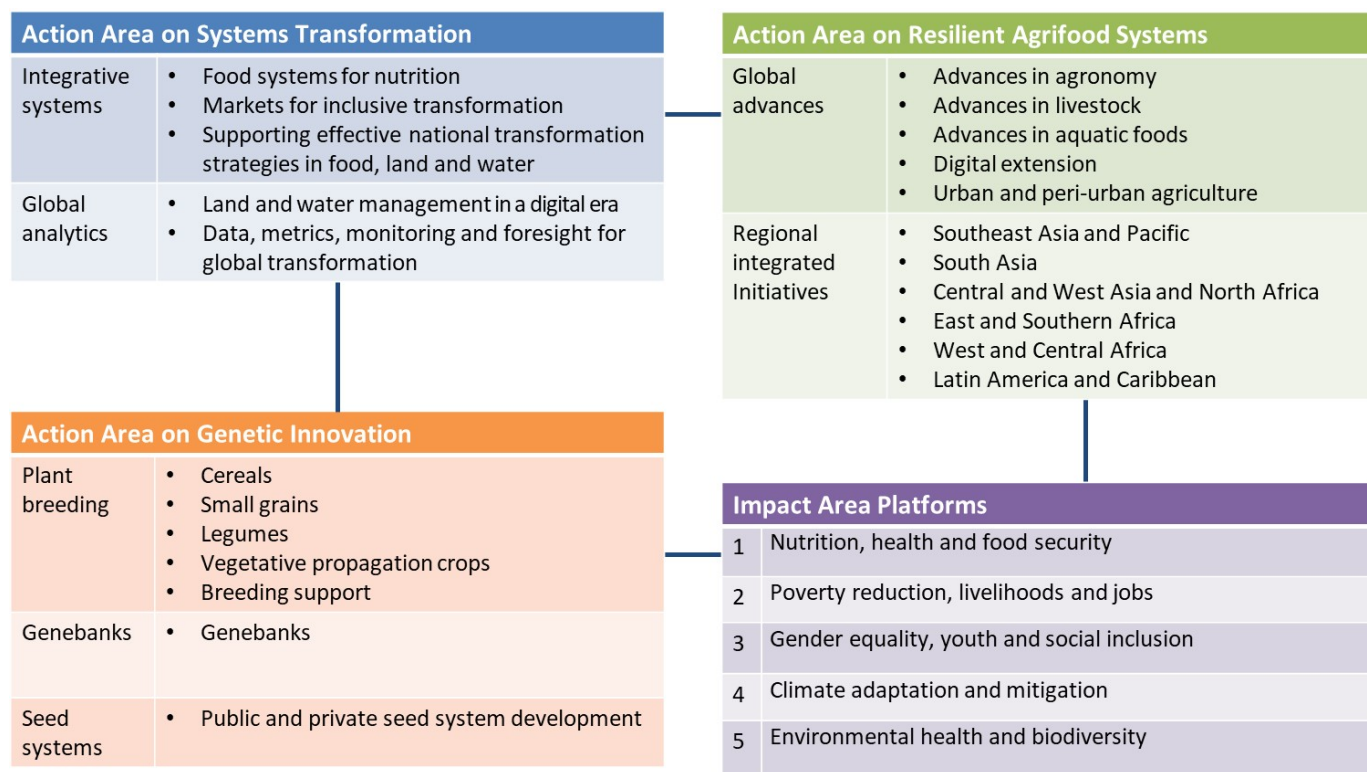 Action Area on Systems Transformation
Integrative
systems
• Food systems for nutrition
• Markets for inclusive transformation
• Supporting effective national transformation
strategies in food, land and water
Global
analytics
• Land and water management in a digital era
• Data, metrics, monitoring and foresight for
global transformation
Action Area on Resilient Agrifood Systems
Global
advances
• Advances in agronomy
• Advances in livestock
• Advances in aquatic foods
• Digital extension
• Urban and peri-urban agriculture
Regional
integrated
Initiatives
• Southeast Asia and Pacific
• South Asia
• Central and West Asia and North Africa
• East and Southern Africa
• West and Central Africa
• Latin America and Caribbean
Action Area on Genetic Innovation
Plant
breeding
• Cereals
• Small grains
• Legumes
• Vegetative propagation crops
• Breeding support
Genebanks
• Genebanks
Seed
systems
• Public and private seed system development
Impact Area Platforms
1 Nutrition, health and food security
2 Poverty reduction, livelihoods and jobs
3 Gender equality, youth and social inclusion
4 Climate adaptation and mitigation
5 Environmental health and biodiversity